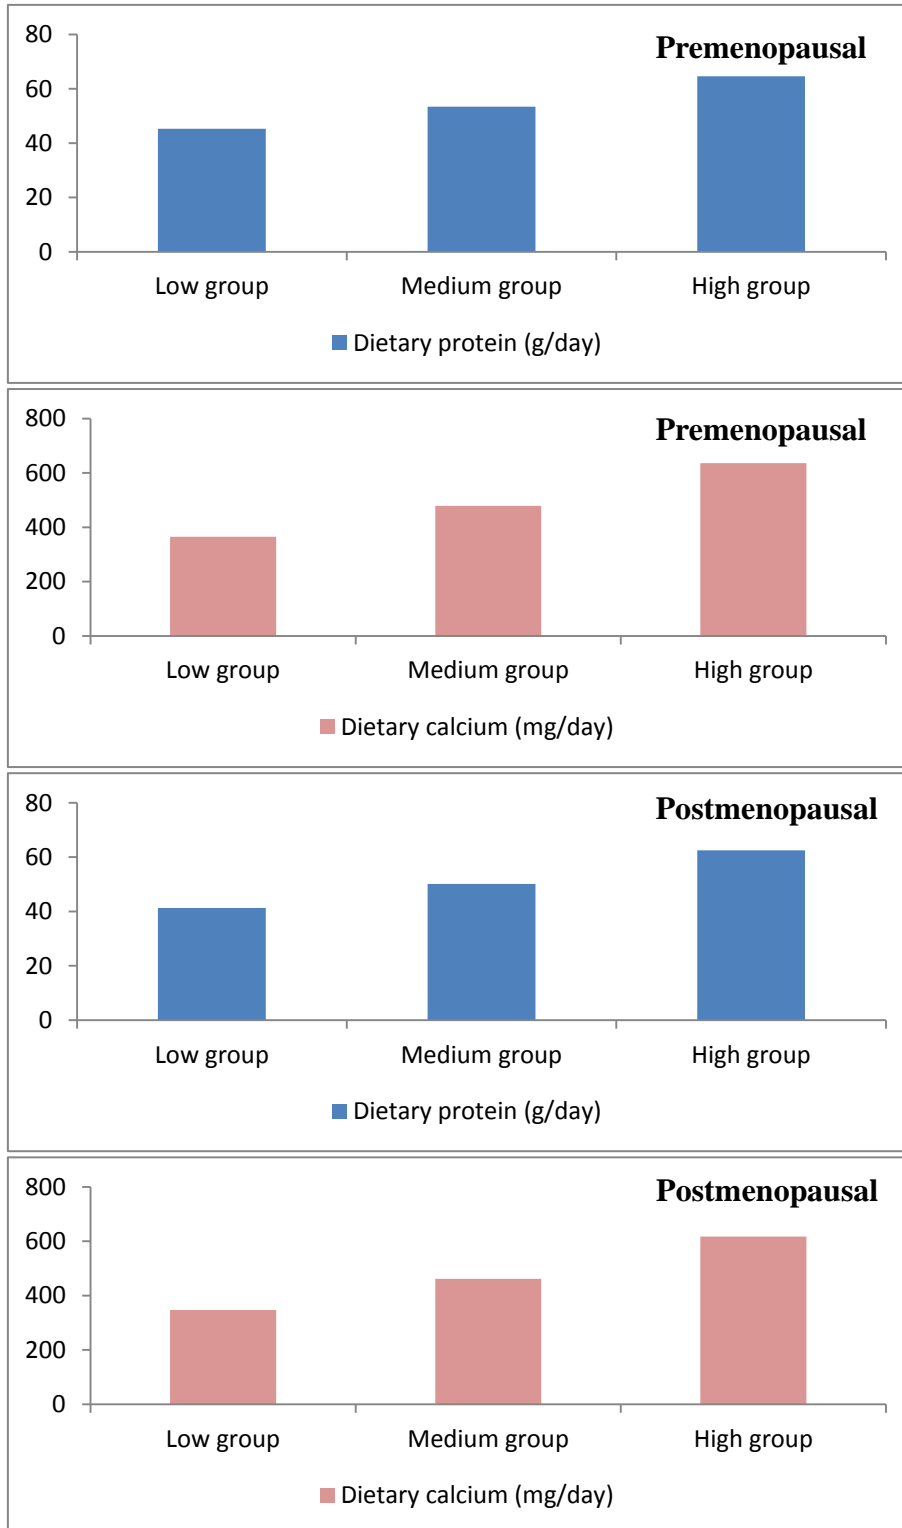 Premenopausal
80
60
40
20
0
Low group Medium group High group
Dietary protein (g/day)
Premenopausal
800
600
400
200
0
Low group Medium group High group
Dietary calcium (mg/day)
Postmenopausal
80
60
40
20
0
Low group Medium group High group
Dietary protein (g/day)
Postmenopausal
800
600
400
200
0
Low group Medium group High group
Dietary calcium (mg/day)